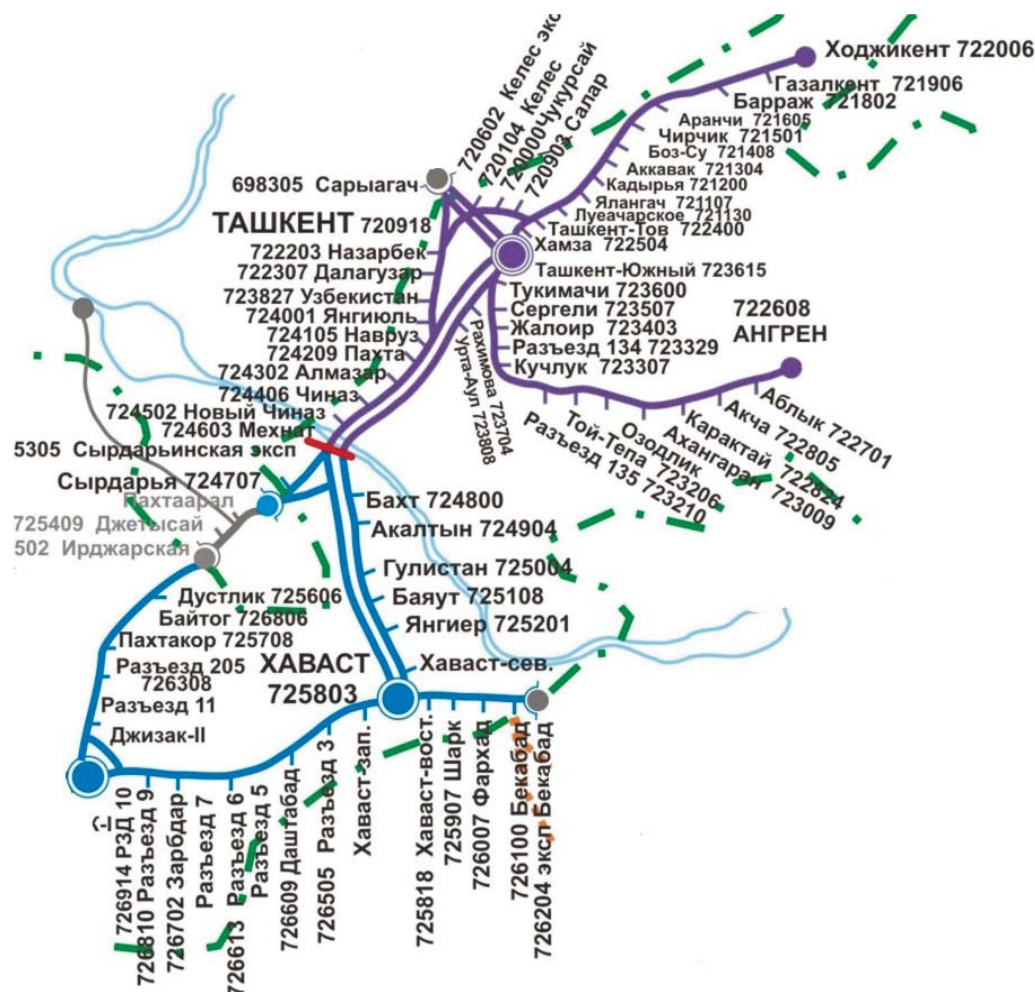 Ходжикент 722006
Газалкент 721906
Барраж 721802
Аранчи 721605
Чирчик 721501
Боз-Су 721408
Аккавак 721304
Кадырья 721200
Ялангач 721107
Луеачарское 721130
Ташкент-Тов 722400
Хамза 722504
Ташкент-Южный 723615
720602 Келес экс
720104 Келес
720000 Чукурсай
720903 Салар
698305 Сарыагач
ТАШКЕНТ 720918
722203 Назарбек
722307 Далагузар
723827 Узбекистан
724001 Янгиюль
724105 Навруз
724209 Пахта
724302 Алмазар
724406 Чиназ
724502 Новый Чиназ
724603 Мехнат
5305 Сырдарьинская эксп
Сырдарья 724707
Пахтаарал
725409 Джетысай
502 Ирджарская
Рахимова 723704
Урта-Аул 723808
Тукимачи 723600
Сергели 723507
Жалоир 723403
Разъезд 134 723329
Кучлук 723307
722608
АНГРЕН
Аблык 722701
Акча 722805
Карактай 722824
Ахангаран 723009
Озодлик
Той-Тепа 723206
Разъезд 135 723210
Бахт 724800
Акалтын 724904
Гулистан 725004
Баяут 725108
Янгиер 725201
Хаваст-сев.
ХАВАСТ
725803
Дустлик 725606
Байтог 726806
Пахтакор 725708
Разъезд 205
726308
Разъезд 11
Джизак-II
К-I
726914 РЗД 10
726810 Разъезд 9
726702 Зарбдар
Разъезд 7
726613 Разъезд 6
Разъезд 5
726609 Даштабад
726505 Разъезд 3
Хаваст-зап.
725818 Хаваст-вост.
725907 Шарк
726007 Фархад
726100 Бекабад
726204 эксп Бекабад